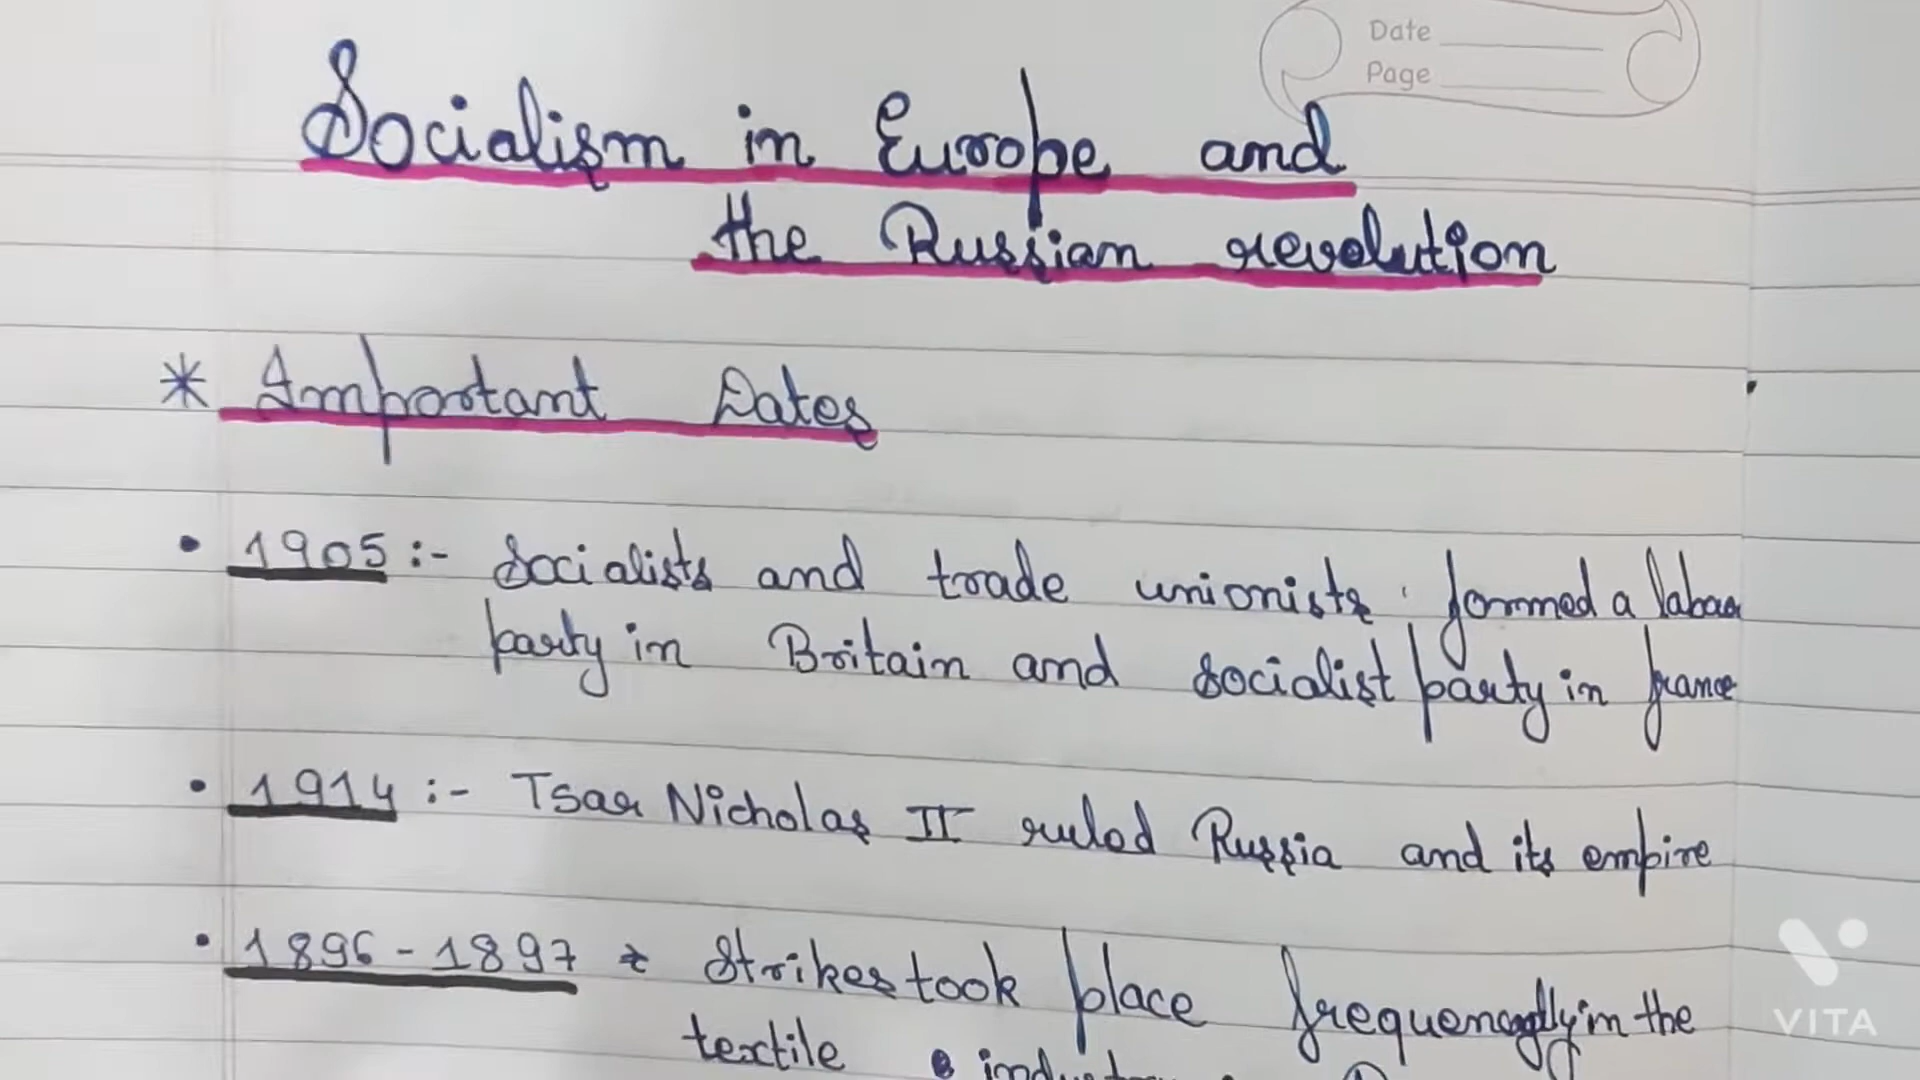 Date
Page
Socialism in Europe and
the Russian revolution
* Important Dates
• 1905 :- Socialists and trade unionists formed a labour
party in Britain and socialist party in france
• 1914 :- Tsar Nicholas II ruled Russia and its empire
• 1896-1897 Strikes took place frequently in the
textile
VITA